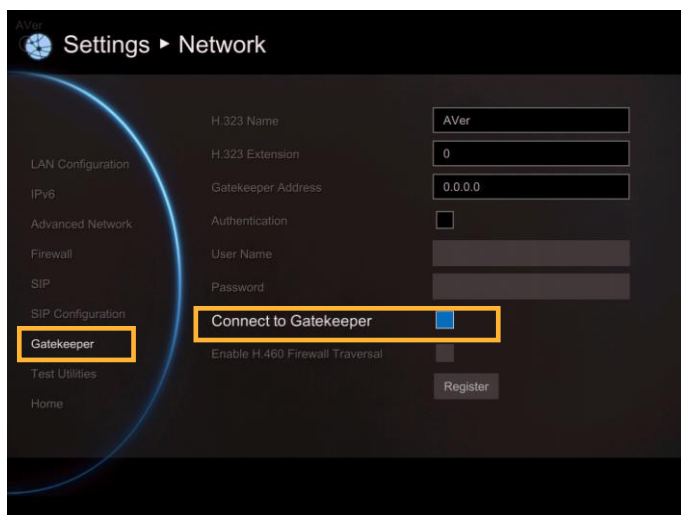 AVer
Settings ► Network
H.323 Name
AVer
H.323 Extension
0
Gatekeeper Address
0.0.0.0
Authentication
User Name
Password
Connect to Gatekeeper
Enable H.460 Firewall Traversal
Register
LAN Configuration
IPv6
Advanced Network
Firewall
SIP
SIP Configuration
Gatekeeper
Test Utilities
Home